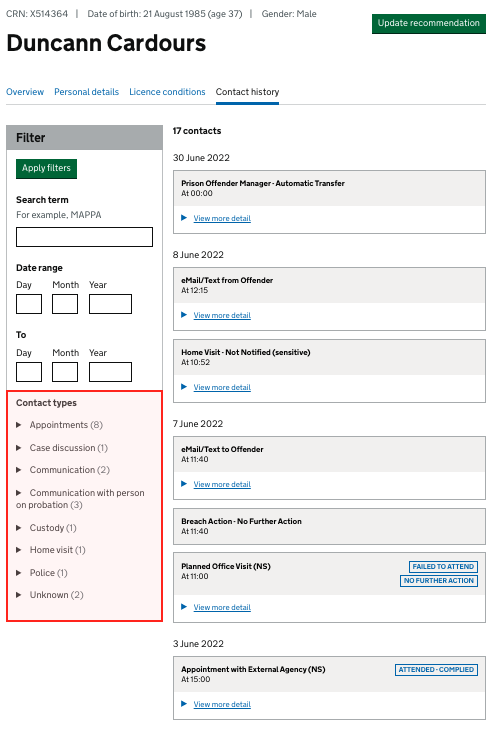 CRN: X514364 | Date of birth: 21 August 1985 (age 37) | Gender: Male
Update recommendation
Duncann Cardours
Overview Personal details Licence conditions Contact history
Filter
Apply filters
Search term
For example, MAPPA
Date range
Day Month Year
To
Day Month Year
Contact types
Appointments (8)
Case discussion (1)
Communication (2)
Communication with person
on probation (3)
Custody (1)
Home visit (1)
Police (1)
Unknown (2)
17 contacts
30 June 2022
Prison Offender Manager - Automatic Transfer
At 00:00
View more detail
8 June 2022
eMail/Text from Offender
At 12:15
View more detail
Home Visit - Not Notified (sensitive)
At 10:52
View more detail
7 June 2022
eMail/Text to Offender
At 11:40
View more detail
Breach Action - No Further Action
At 11:40
Planned Office Visit (NS)
At 11:00
FAILED TO ATTEND
NO FURTHER ACTION
View more detail
3 June 2022
Appointment with External Agency (NS)
At 15:00
ATTENDED - COMPLIED
View more detail